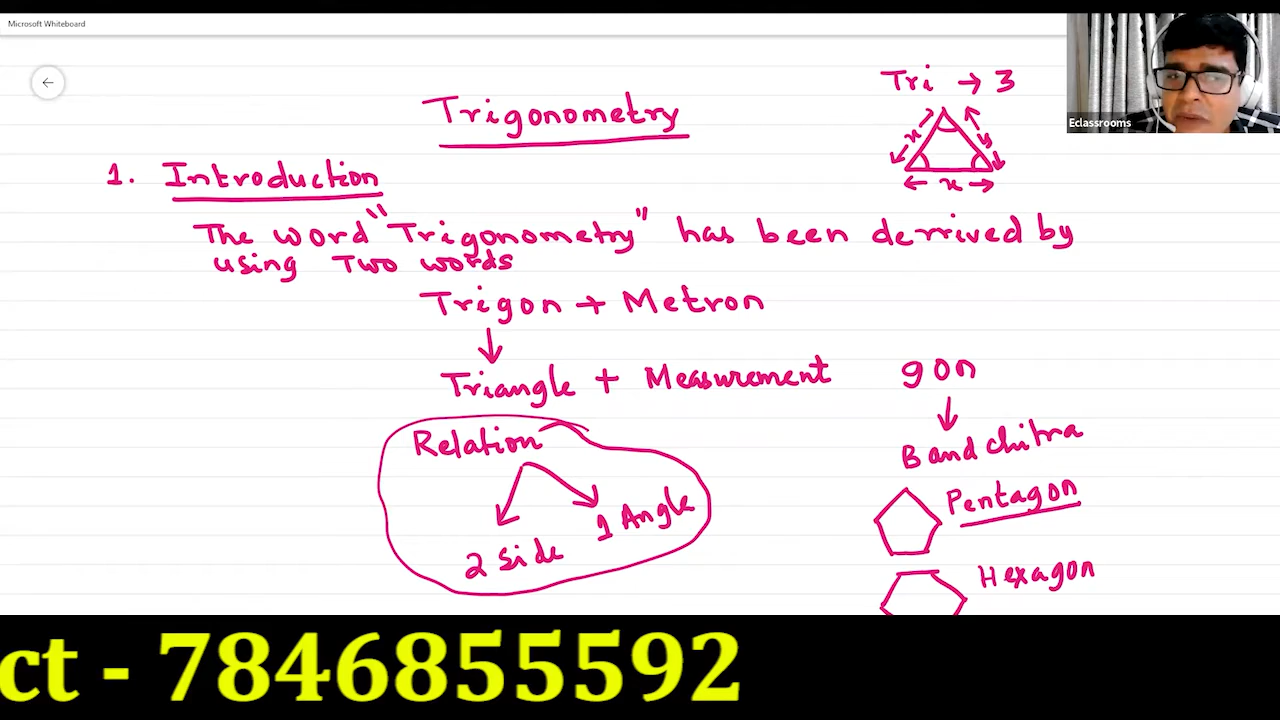 Microsoft Whiteboard
Tri → 3
Eclassrooms
Trigonometry
x
y
x
1. Introduction
The word "Trigonometry" has been derrived by
using Two words
Trigon + Metron
Triangle + Measurement
gon
Relation
Band chitra
2 Side
1 Angle
Pentagon
Hexagon
ct - 7846855592